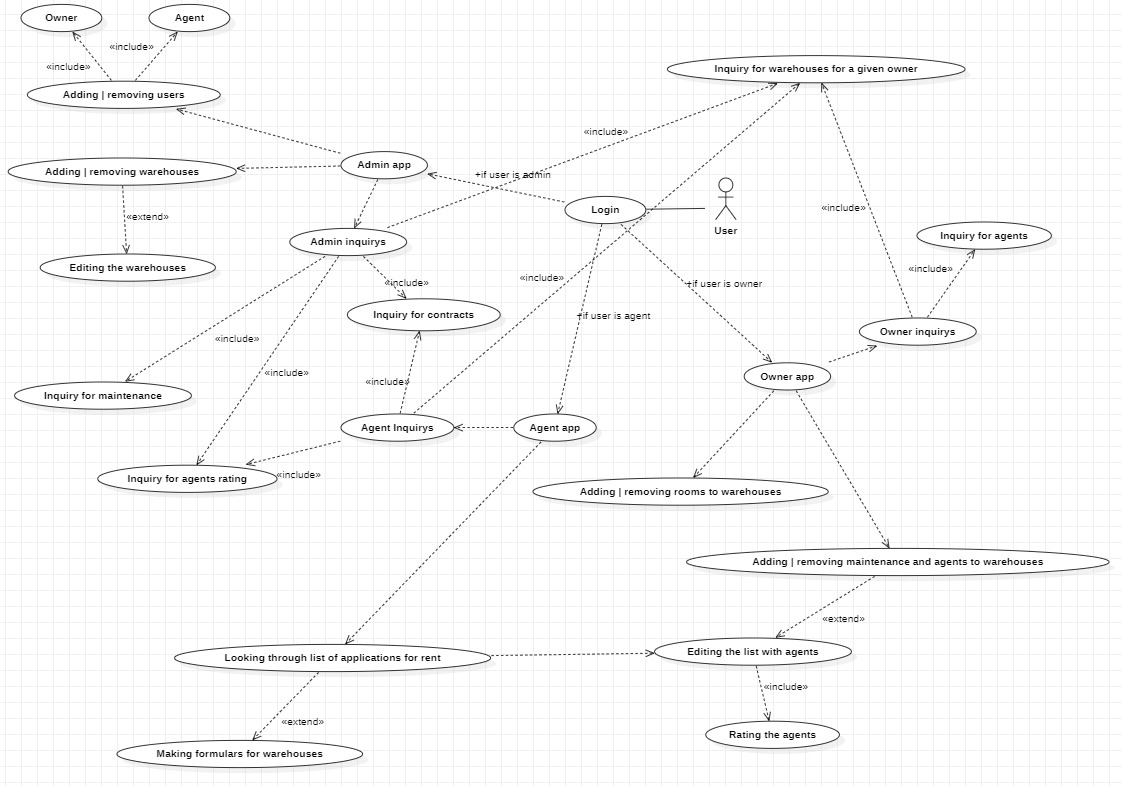 Owner
Agent
«include»
«include»
Adding | removing users
Inquiry for warehouses for a given owner
«include»
Admin app
Adding | removing warehouses
+if user is admin
Login
User
«include»
«extend»
Admin inquirys
Inquiry for agents
Editing the warehouses
«include»
«include»
«include»
+if user is owner
Inquiry for contracts
+if user is agent
Owner inquirys
«include»
«include»
Owner app
«include»
Inquiry for maintenance
Agent Inquirys
Agent app
Inquiry for agents rating
«include»
Adding | removing rooms to warehouses
Adding | removing maintenance and agents to warehouses
«extend»
Looking through list of applications for rent
Editing the list with agents
«include»
«extend»
Rating the agents
Making formulars for warehouses